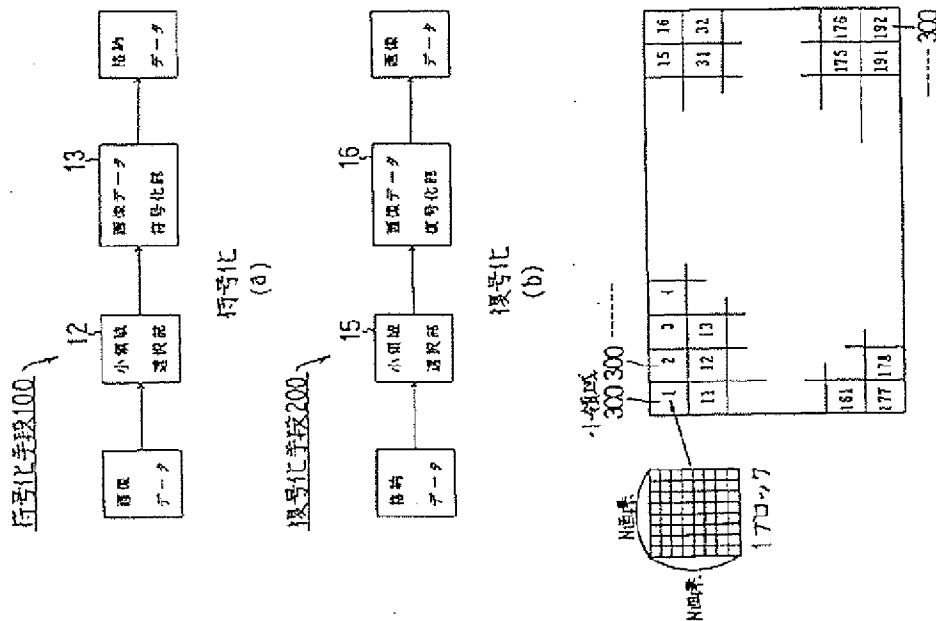 符号化手段100
画像
データ
12
小領域
選択部
13
画像データ
符号化部
格納
データ
符号化
(a)
復号化手段200
格納
データ
15
小領域
選択部
16
画像データ
復号化部
画像
データ
復号化
(b)
小領域
300 300 -------
1 2 3 4
11 12 13
15 16
31 32
161
177 178
175 176
191 192
------- 300
N画素
N画素
1ブロック